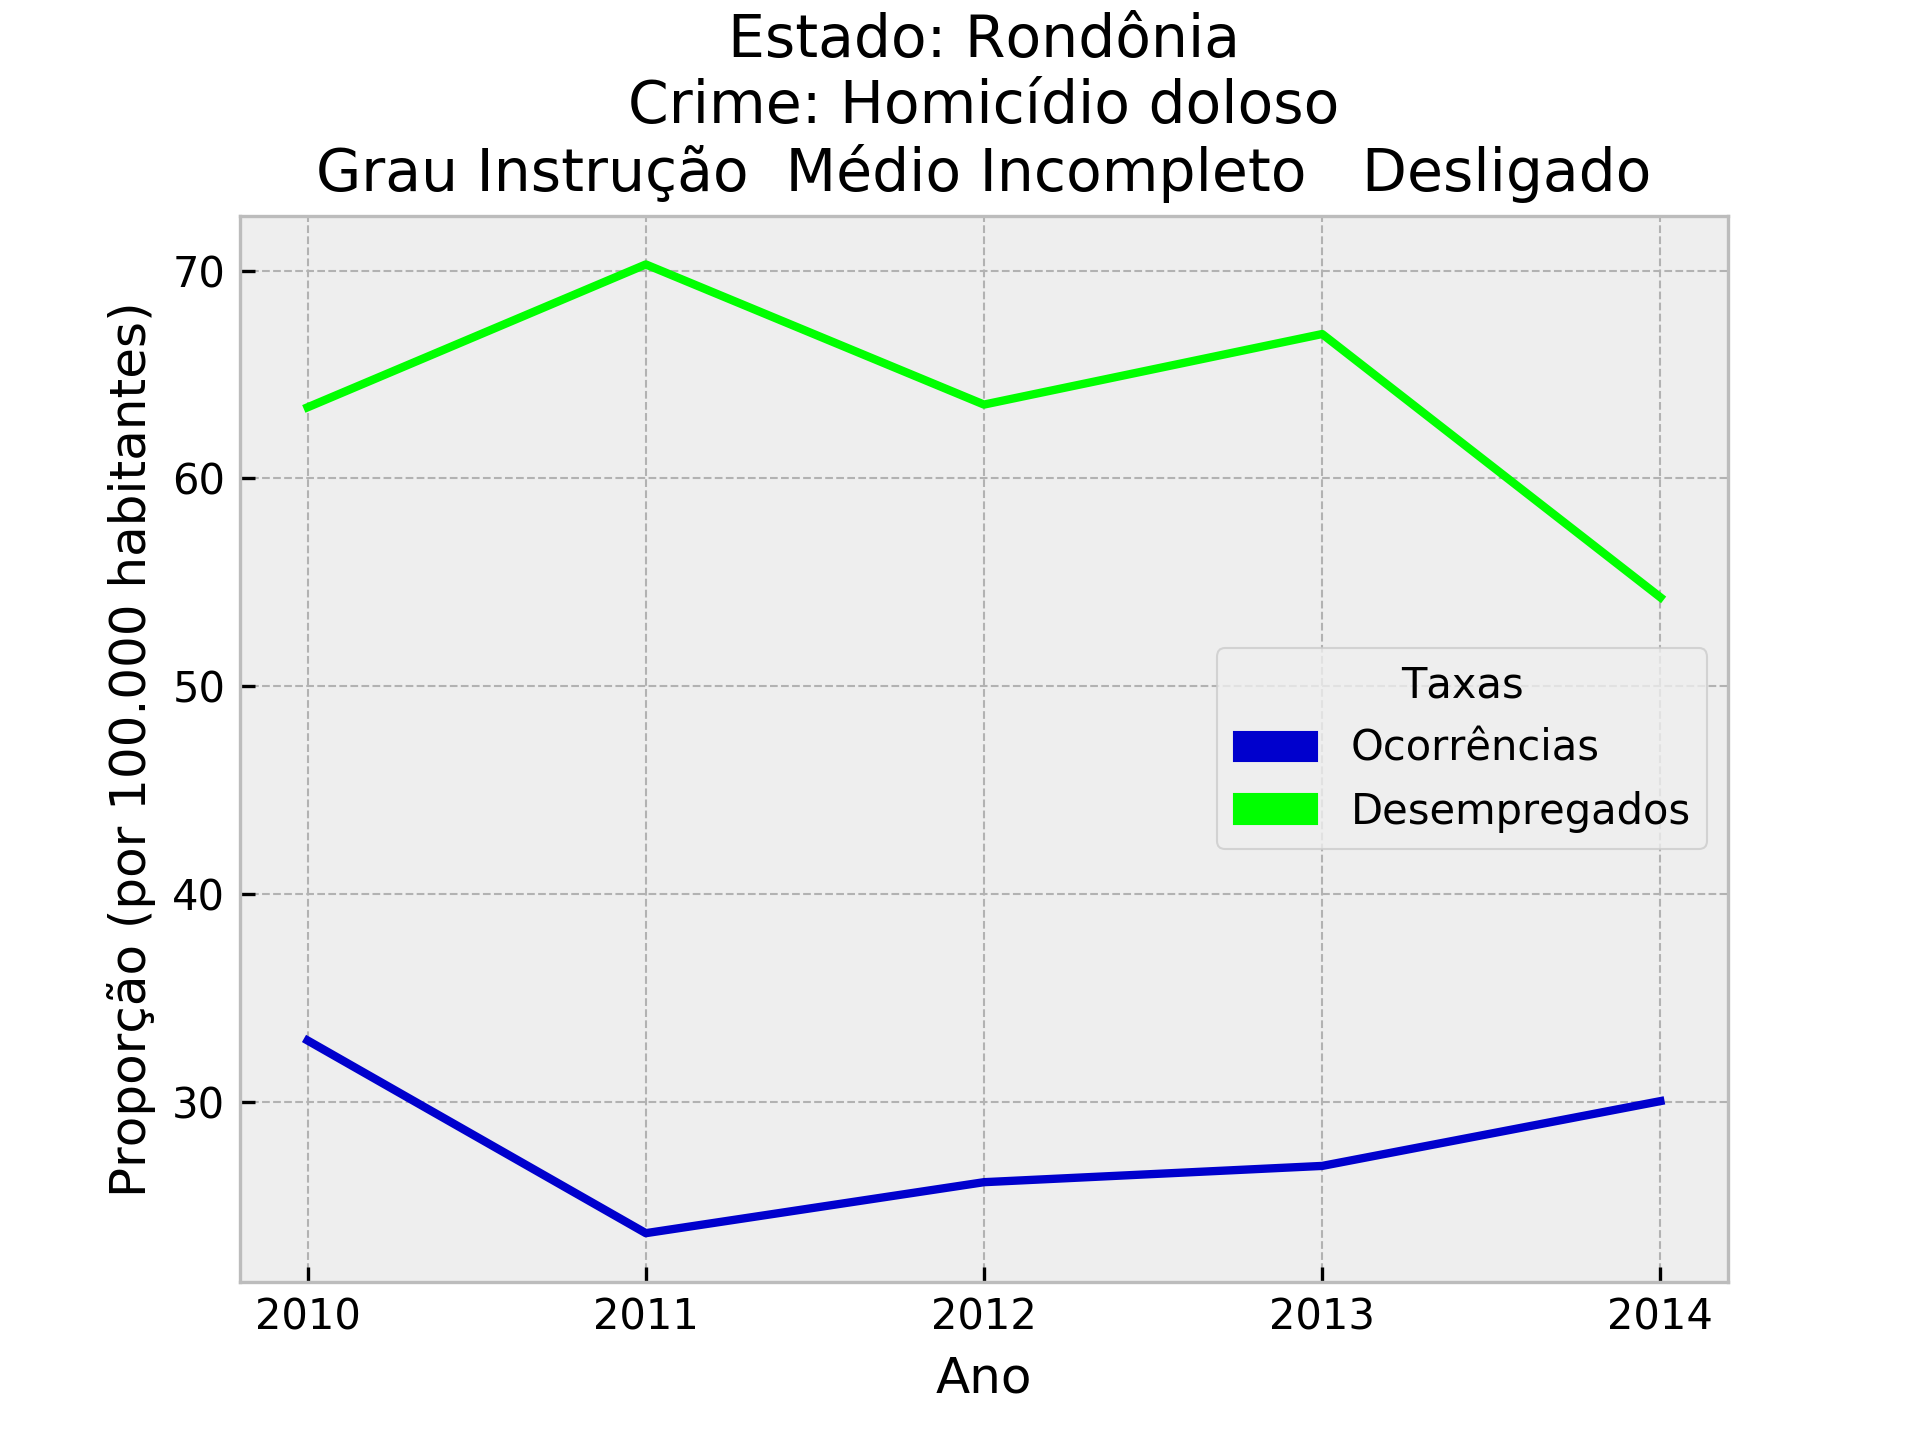 Estado: Rondônia
Crime: Homicídio doloso
Grau Instrução  Médio Incompleto   Desligado
Proporção (por 100.000 habitantes)
70
60
50
40
30
Taxas
Ocorrências
Desempregados
2010 2011 2012 2013 2014
Ano